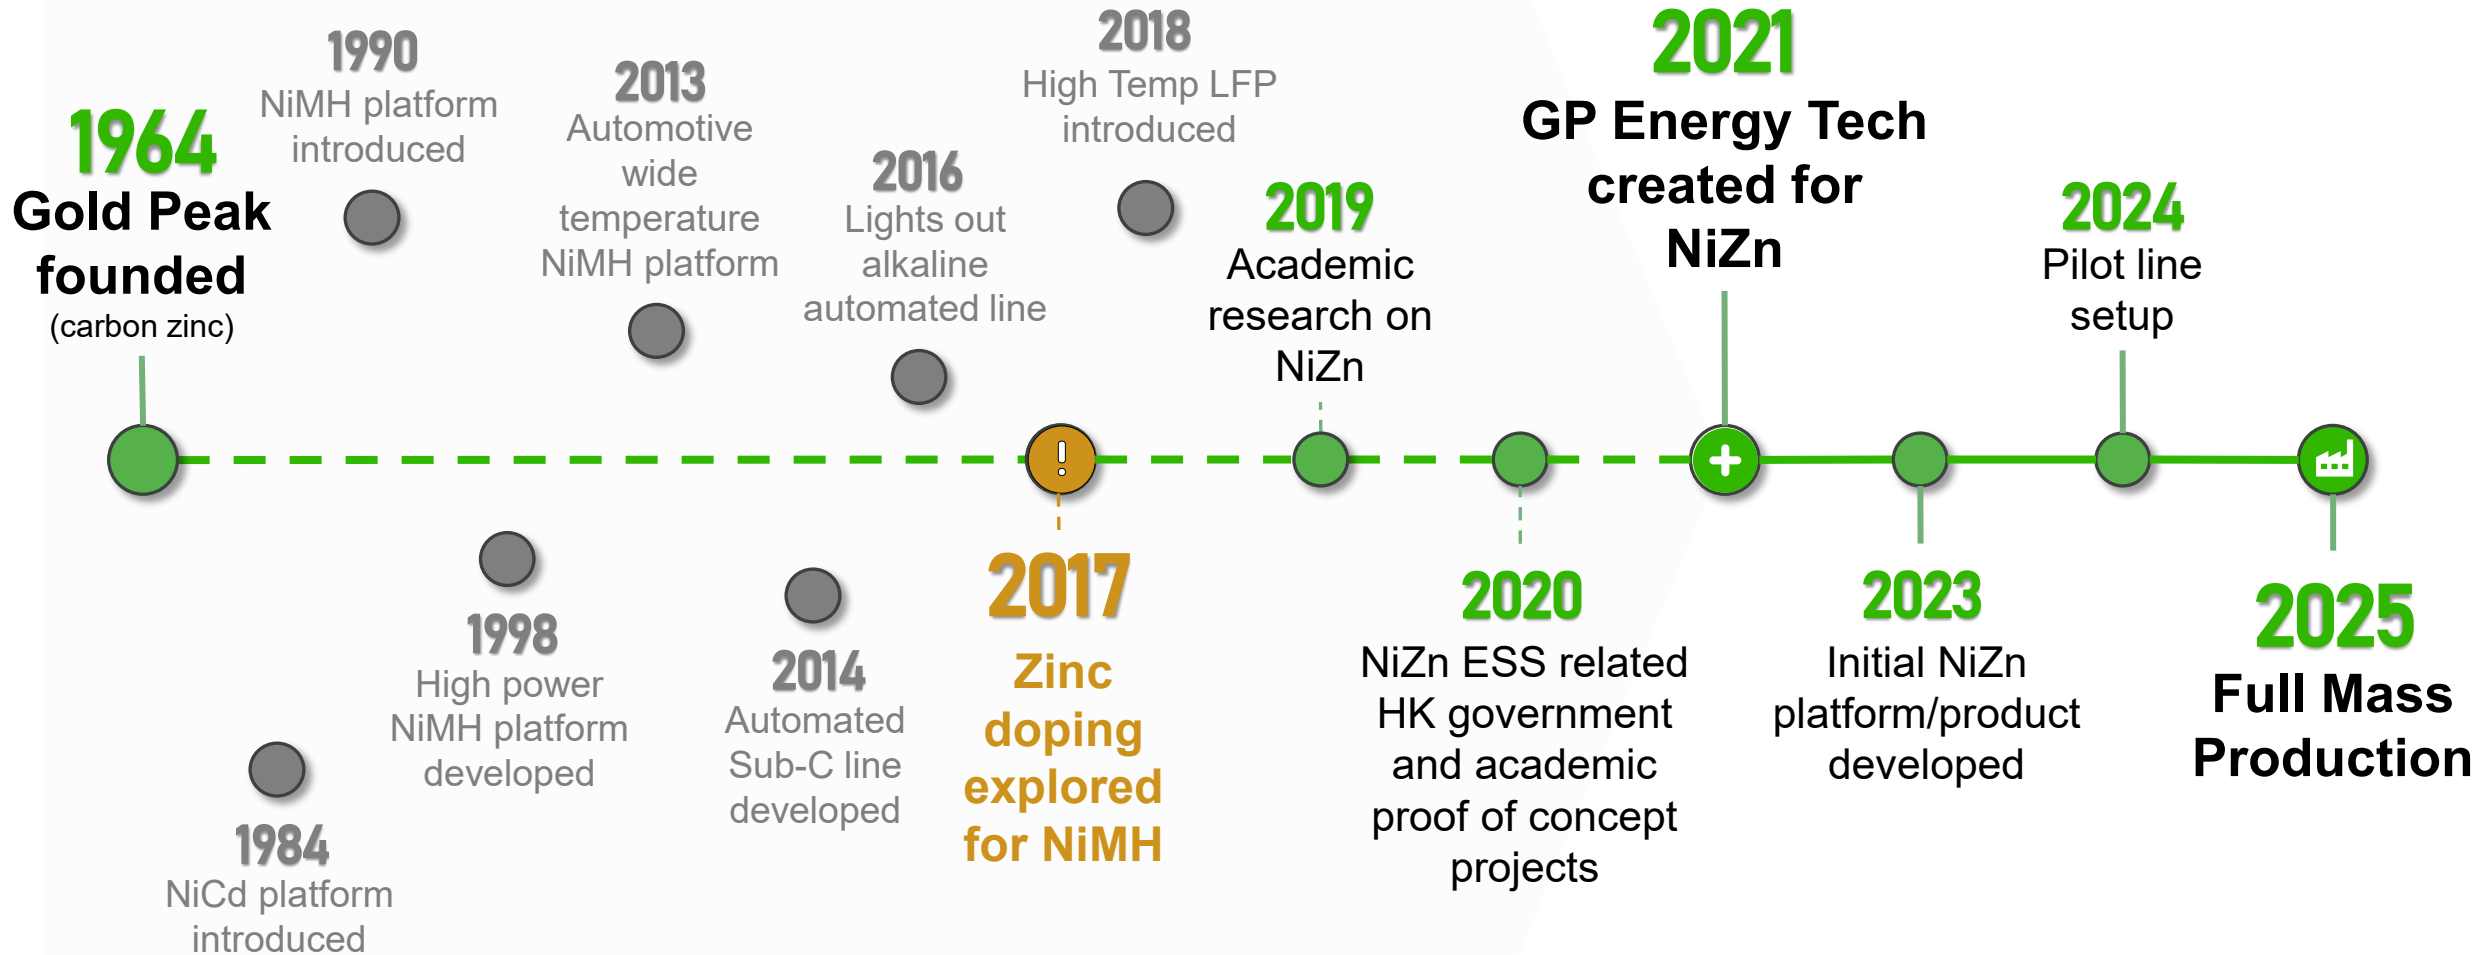 1964
Gold Peak
founded
(carbon zinc)
1984
NiCd platform
introduced
1990
NiMH platform
introduced
1998
High power
NiMH platform
developed
2013
Automotive
wide
temperature
NiMH platform
2014
Automated
Sub-C line
developed
2016
Lights out
alkaline
automated line
!
2017
Zinc
doping
explored
for NiMH
2018
High Temp LFP
introduced
2019
Academic
research on
NiZn
2020
NiZn ESS related
HK government
and academic
proof of concept
projects
2021
GP Energy Tech
created for
NiZn
2023
Initial NiZn
platform/product
developed
2024
Pilot line
setup
2025
Full Mass
Production